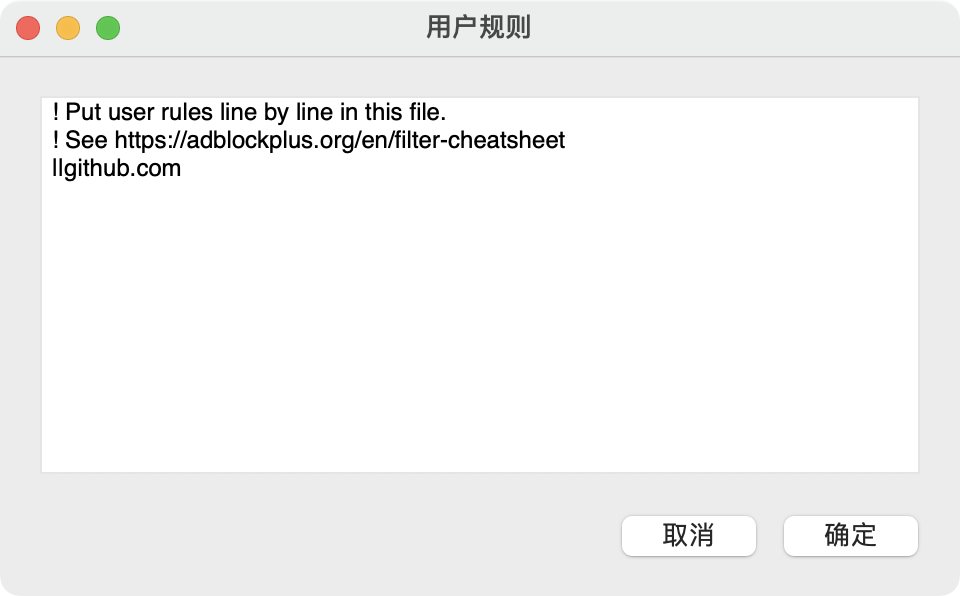 用户规则
! Put user rules line by line in this file.
! See https://adblockplus.org/en/filter-cheatsheet
llgithub.com
取消
确定